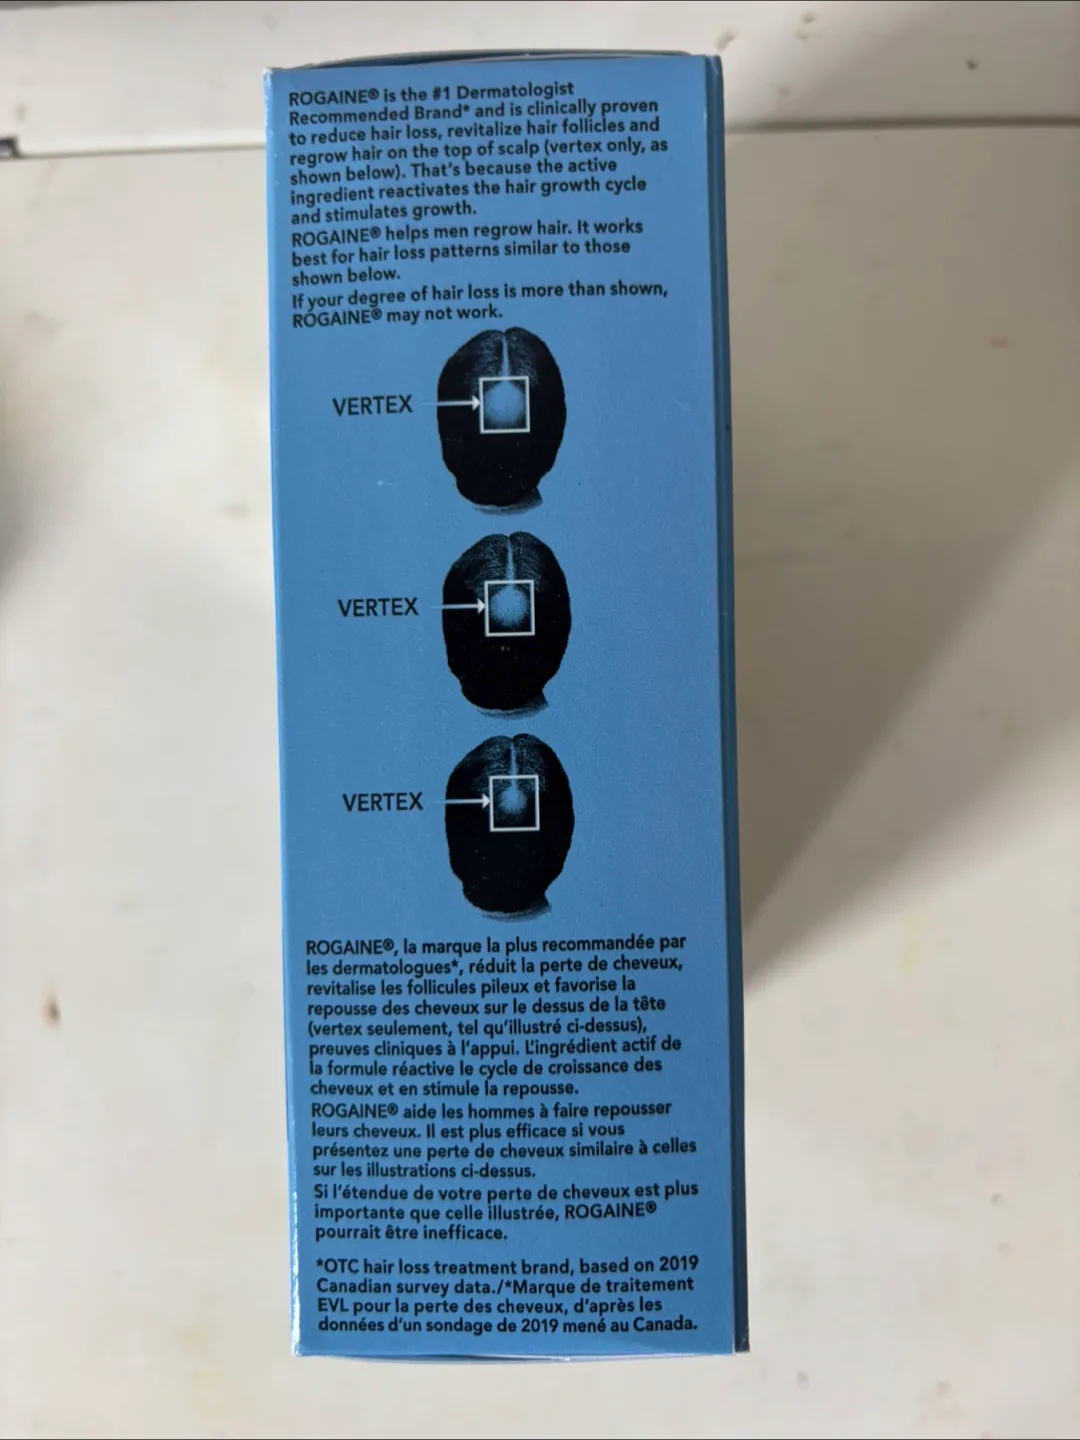 ROGAINE® is the #1 Dermatologist
Recommended Brand* and is clinically proven
to reduce hair loss, revitalize hair follicles and
regrow hair on the top of scalp (vertex only, as
shown below). That's because the active
ingredient reactivates the hair growth cycle
and stimulates growth.
ROGAINE® helps men regrow hair. It works
best for hair loss patterns similar to those
shown below.
If your degree of hair loss is more than shown,
ROGAINE® may not work.
VERTEX
VERTEX
VERTEX
ROGAINE®, la marque la plus recommandée par
les dermatologues*, réduit la perte de cheveux,
revitalise les follicules pileux et favorise la
repousse des cheveux sur le dessus de la tête
(vertex seulement, tel qu'illustré ci-dessus),
preuves cliniques à l'appui. L'ingrédient actif de
la formule réactive le cycle de croissance des
cheveux et en stimule la repousse.
ROGAINE® aide les hommes à faire repousser
leurs cheveux. Il est plus efficace si vous
présentez une perte de cheveux similaire à celles
sur les illustrations ci-dessus.
Si l'étendue de votre perte de cheveux est plus
importante que celle illustrée, ROGAINE®
pourrait être inefficace.
*OTC hair loss treatment brand, based on 2019
Canadian survey data./*Marque de traitement
EVL pour la perte des cheveux, d'après les
données d'un sondage de 2019 mené au Canada.